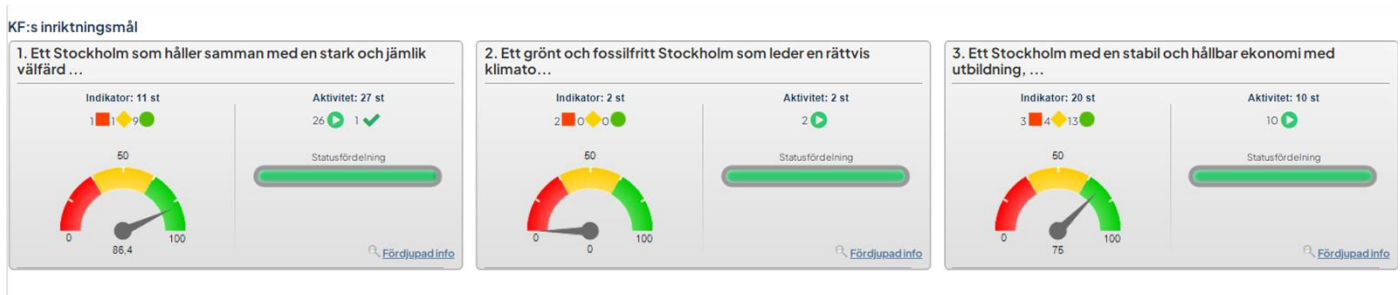 KF:s inriktningsmål
1. Ett Stockholm som håller samman med en stark och jämlik
välfärd ...
Indikator: 11 st
Aktivitet: 27 st
1 1 9
26 1
50
Statusfördelning
0
100
86,4
Fördjupad info
2. Ett grönt och fossilfritt Stockholm som leder en rättvis
klimato...
Indikator: 2 st
Aktivitet: 2 st
2 0 0
2
50
Statusfördelning
0
100
0
Fördjupad info
3. Ett Stockholm med en stabil och hållbar ekonomi med
utbildning, ...
Indikator: 20 st
Aktivitet: 10 st
3 4 13
10
50
Statusfördelning
0
100
75
Fördjupad info